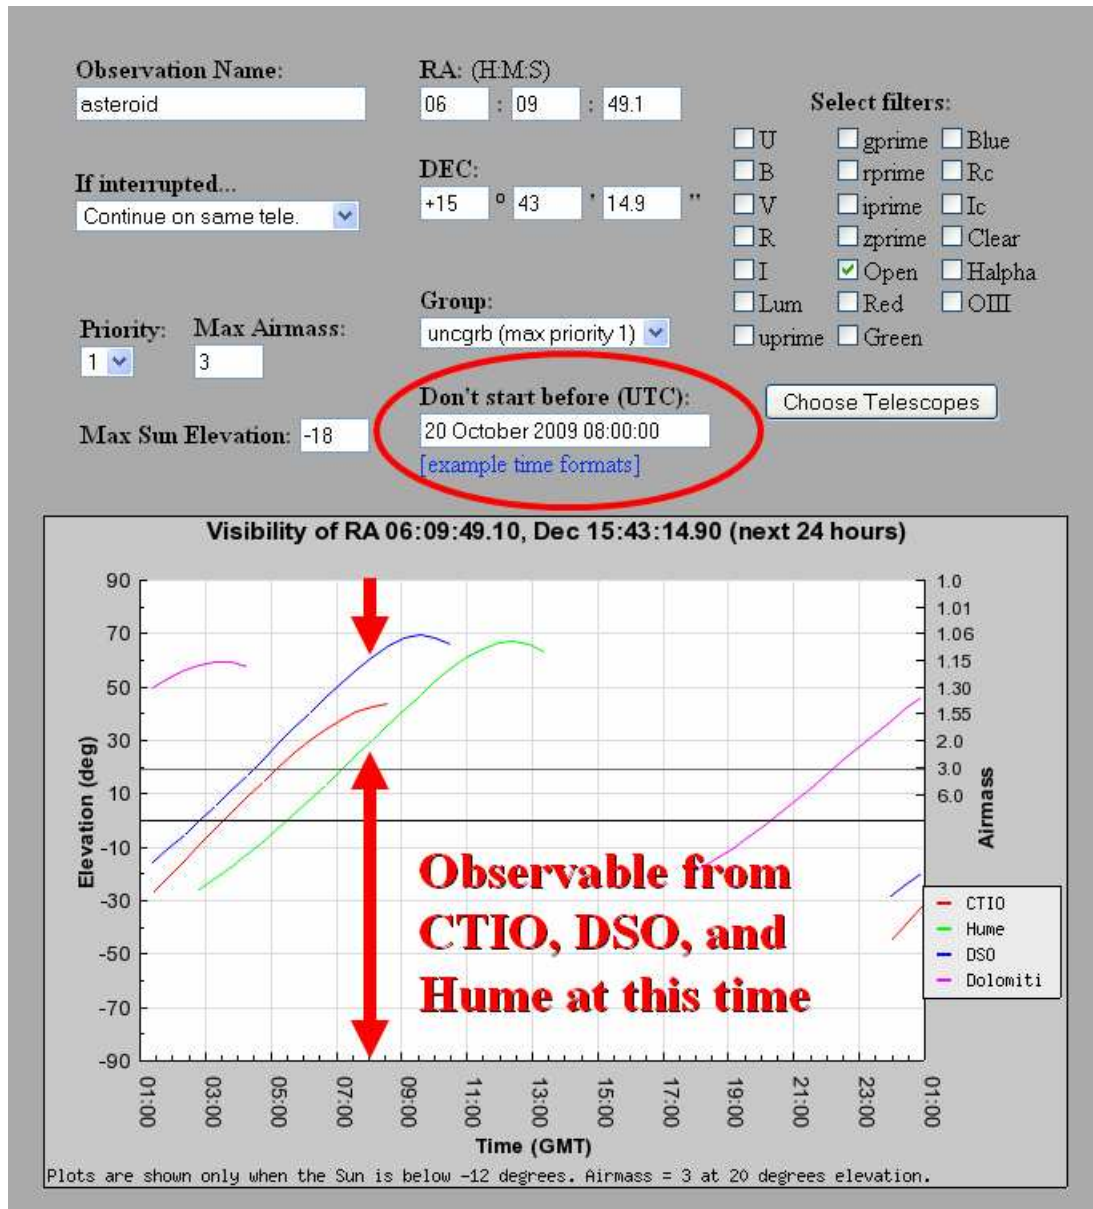 Observation Name:
asteroid
RA: (H:M:S)
06 : 09 : 49.1
Select filters:
U gprime Blue
B rprime Rc
V iprime Ic
R zprime Clear
I Open Halpha
Lum Red OIII
uprime Green
If interrupted...
Continue on same tele.
DEC:
+15 º 43 ' 14.9 "
Priority: Max Airmass:
1 3
Group:
uncgrb (max priority 1)
Max Sun Elevation: -18
Don't start before (UTC):
20 October 2009 08:00:00
[example time formats]
Choose Telescopes
Visibility of RA 06:09:49.10, Dec 15:43:14.90 (next 24 hours)
Elevation (deg)
90
70
50
30
10
-10
-30
-50
-70
-90
1.0
1.01
1.06
1.15
1.30
1.55
2.0
3.0
6.0
Airmass
Observable from
CTIO, DSO, and
Hume at this time
CTIO
Hume
DSO
Dolomiti
01:00 03:00 05:00 07:00 09:00 11:00 13:00 15:00 17:00 19:00 21:00 23:00 01:00
Time (GMT)
Plots are shown only when the Sun is below -12 degrees. Airmass = 3 at 20 degrees elevation.